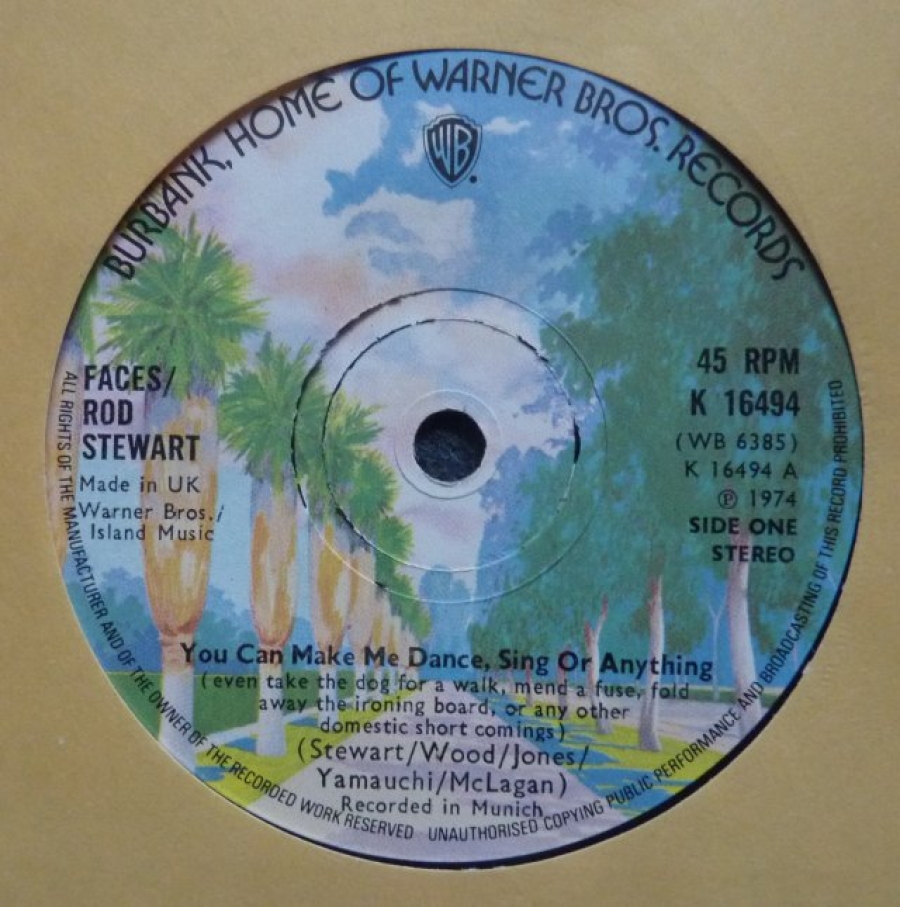 BURBANK, HOME OF WARNER BROS. RECORDS
WB
FACES/
ROD
STEWART
Made in UK
Warner Bros./
Island Music
45 RPM
K 16494
(WB 6385)
K 16494 A
Ⓟ 1974
SIDE ONE
STEREO
You Can Make Me Dance, Sing Or Anything
(even take the dog for a walk, mend a fuse, fold
away the ironing board, or any other
domestic short comings)
(Stewart/Wood/Jones/
Yamauchi/McLagan)
Recorded in Munich
ALL RIGHTS OF THE MANUFACTURER AND OF THE OWNER OF THE RECORDED WORK RESERVED UNAUTHORISED COPYING PUBLIC PERFORMANCE AND BROADCASTING OF THIS RECORD PROHIBITED